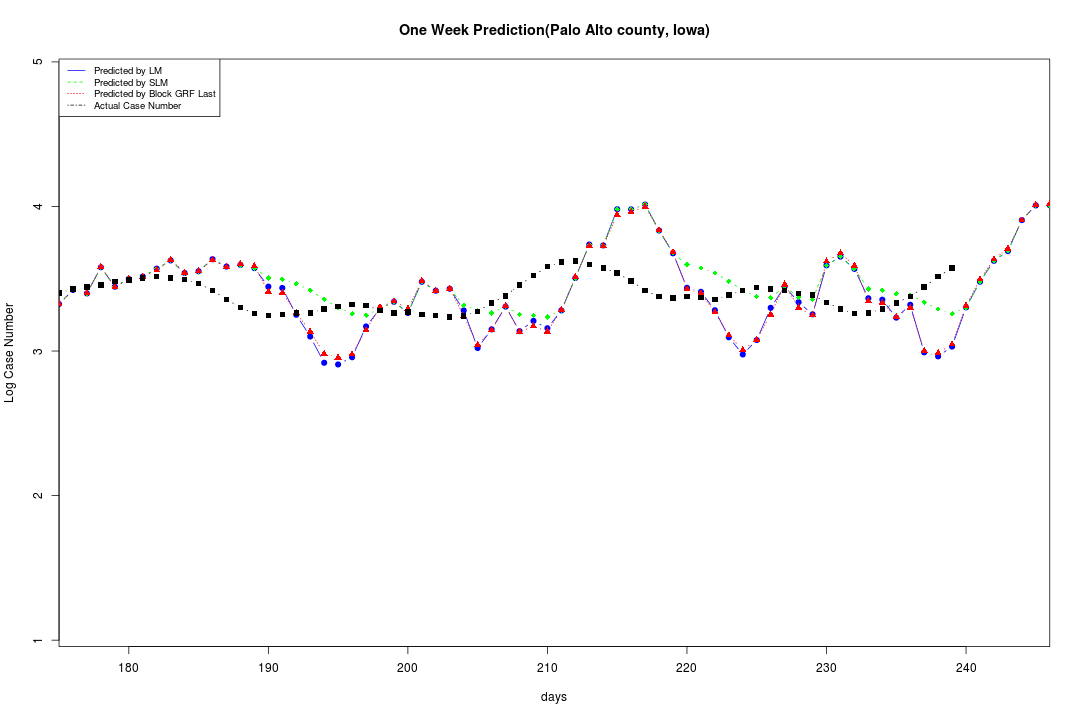 One Week Prediction(Palo Alto county, Iowa)
Predicted by LM
Predicted by SLM
Predicted by Block GRF Last
Actual Case Number
5
4
3
2
1
Log Case Number
180 190 200 210 220 230 240
days